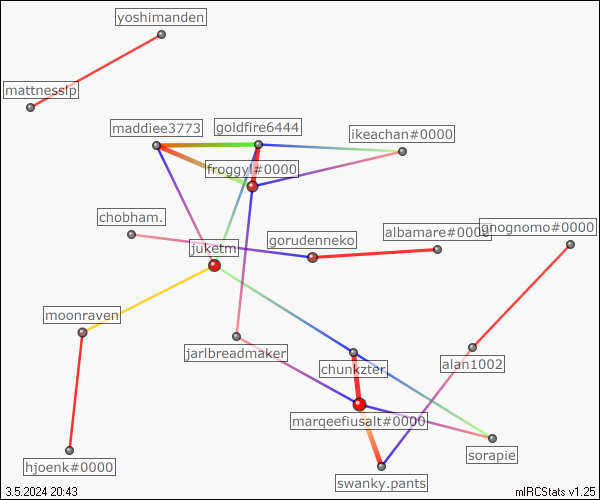 yoshimanden
mattnesslp
maddiee3773
goldfire6444
ikeachan#0000
froggyl#0000
chobham.
juketm
gorudenneko
albamare#0000
gnognomo#0000
moonraven
jarlbreadmaker
chunkzter
alan1002
marqeefiusalt#0000
sorapie
hjoenk#0000
swanky.pants
3.5.2024 20:43
mIRCStats v1.25